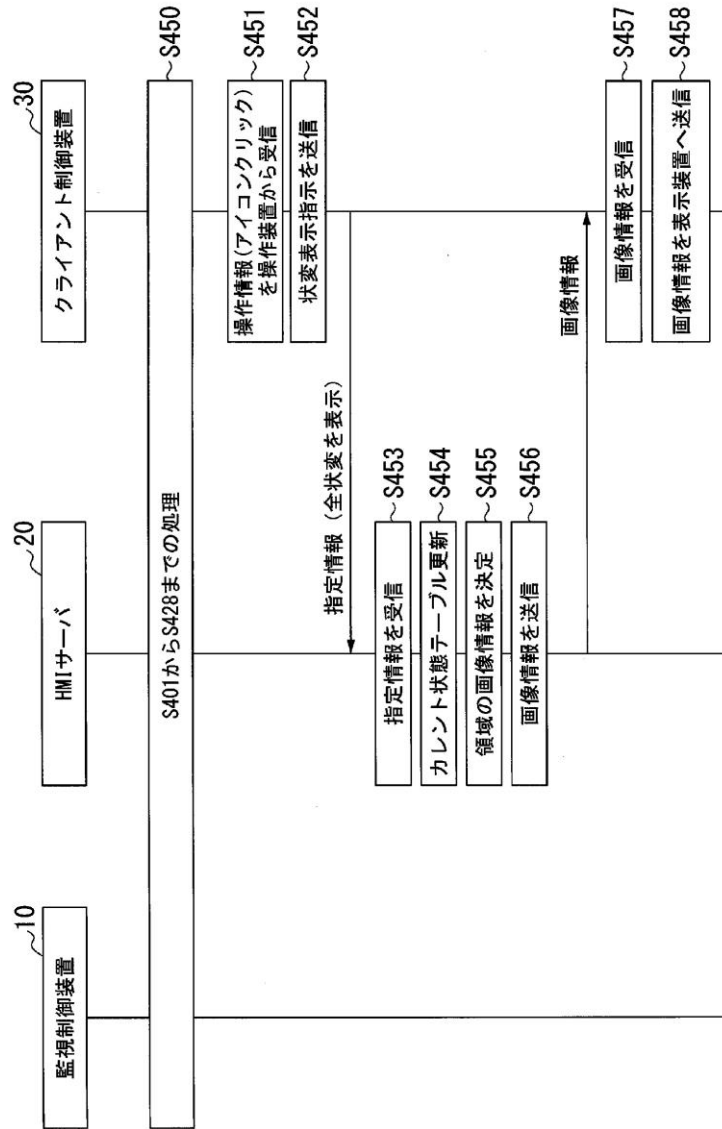 10
監視制御装置
20
HMIサーバ
30
クライアント制御装置
S401からS428までの処理
S450
操作情報(アイコンクリック)
を操作装置から受信
S451
状変表示指示を送信
S452
指定情報(全状変を表示)
指定情報を受信
S453
カレント状態テーブル更新
S454
領域の画像情報を決定
S455
画像情報を送信
S456
画像情報
画像情報を受信
S457
画像情報を表示装置へ送信
S458